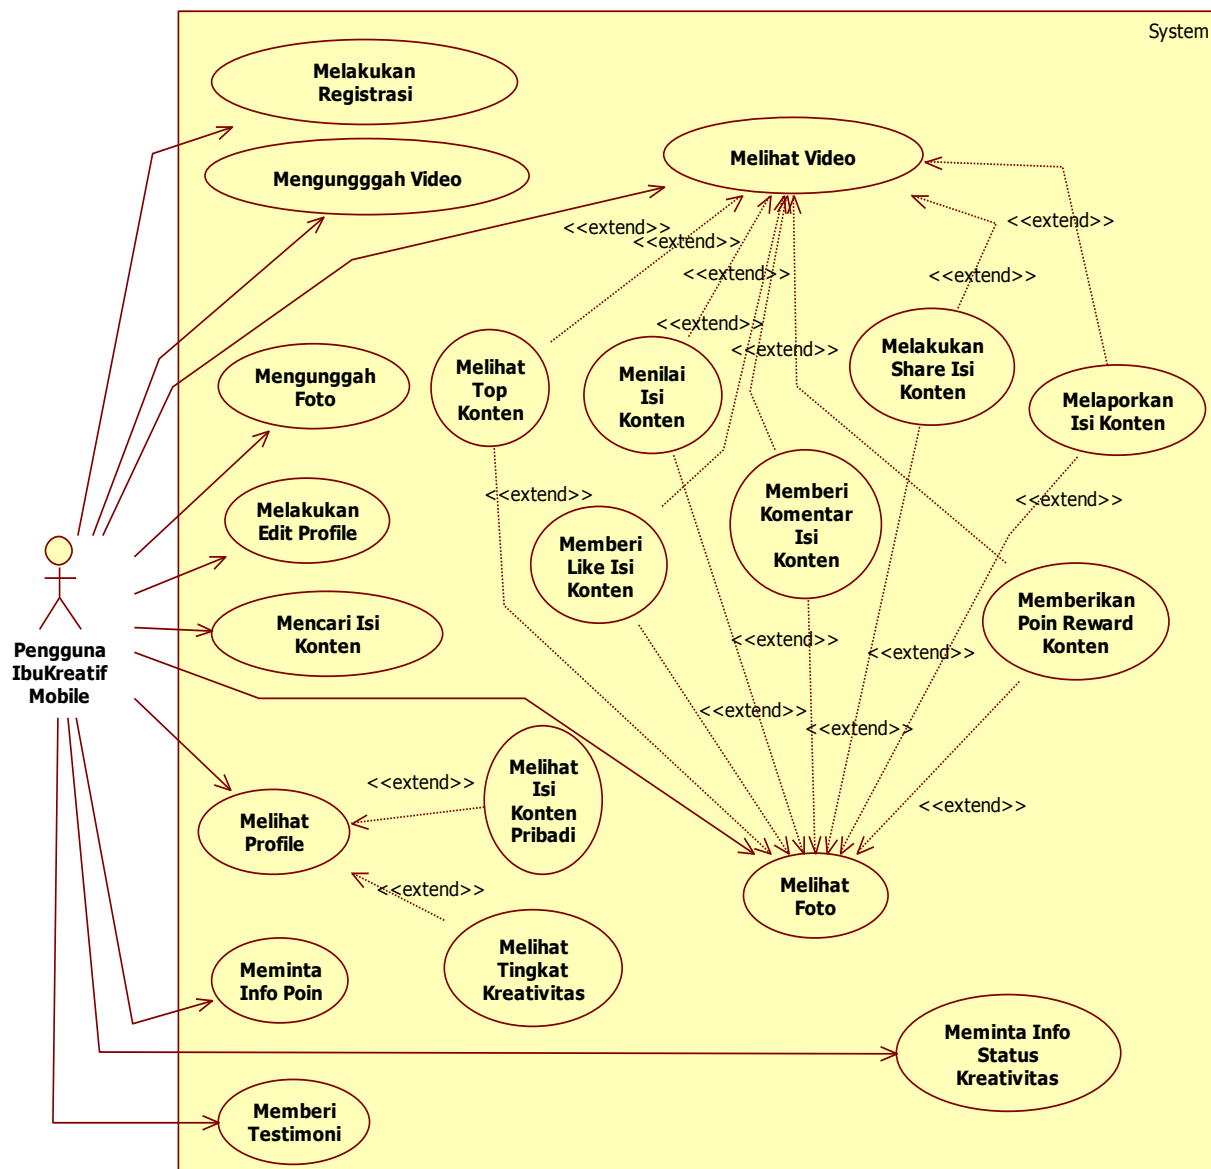 System
Melakukan
Registrasi
Mengungggah Video
Melihat Video
<<extend>>
<<extend>>
<<extend>>
<<extend>>
<<extend>>
<<extend>>
<<extend>>
Mengunggah
Foto
Melihat
Top
Konten
Menilai
Isi
Konten
Melakukan
Share Isi
Konten
Melaporkan
Isi Konten
<<extend>>
<<extend>>
Melakukan
Edit Profile
Memberi
Like Isi
Konten
Memberi
Komentar
Isi
Konten
Memberikan
Poin Reward
Konten
Mencari Isi
Konten
Pengguna
IbuKreatif
Mobile
<<extend>>
<<extend>>
<<extend>>
<<extend>>
<<extend>>
<<extend>>
Melihat
Isi
Konten
Pribadi
Melihat
Profile
<<extend>>
Melihat
Foto
Melihat
Tingkat
Kreativitas
Meminta
Info Poin
Meminta Info
Status
Kreativitas
Memberi
Testimoni